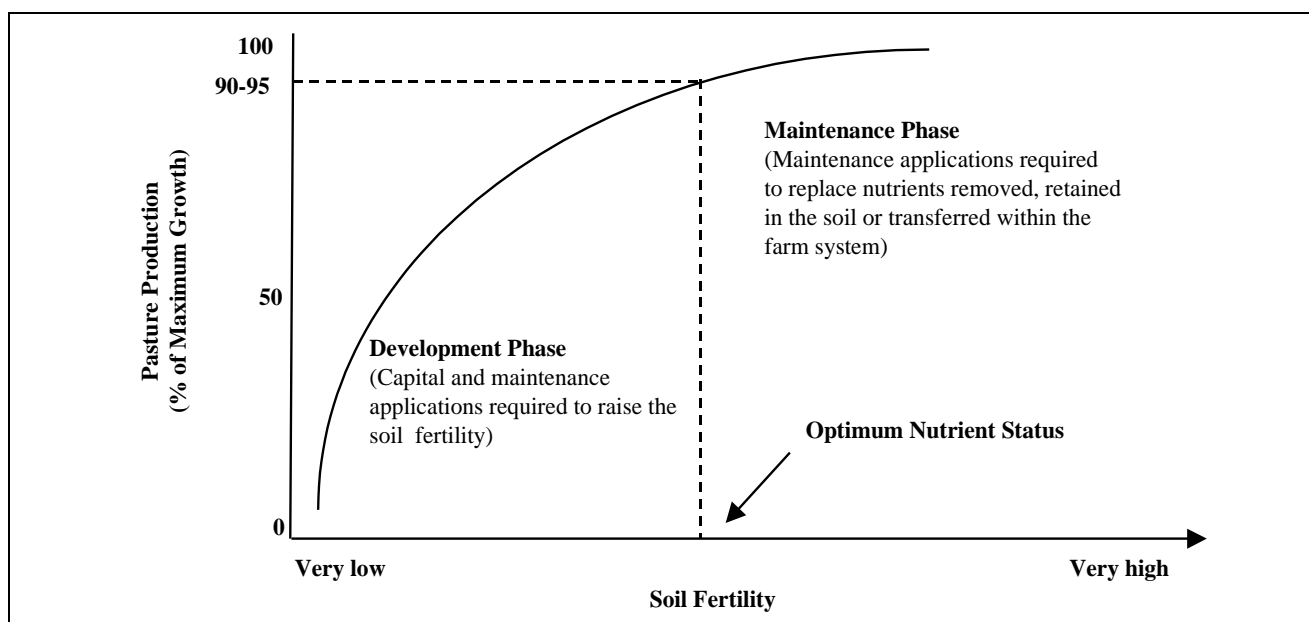 100
90-95
50
0
Pasture Production
(% of Maximum Growth)
Maintenance Phase
(Maintenance applications required
to replace nutrients removed, retained
in the soil or transferred within the
farm system)
Development Phase
(Capital and maintenance
applications required to raise the
soil fertility)
Optimum Nutrient Status
Very low
Very high
Soil Fertility